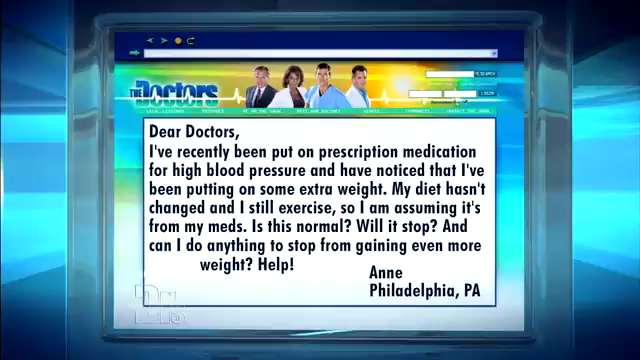 THE Doctors
SEARCH
LOGIN
Dear Doctors,
I've recently been put on prescription medication
for high blood pressure and have noticed that I've
been putting on some extra weight. My diet hasn't
changed and I still exercise, so I am assuming it's
from my meds. Is this normal? Will it stop? And
can I do anything to stop from gaining even more
weight? Help!
Anne
Philadelphia, PA
Drs